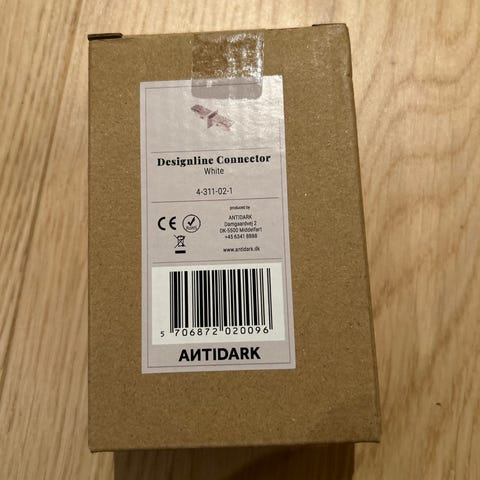 Designline Connector
White
4-311-02-1
produced by
ANTIDARK
Damgaardvej 2
DK-5500 Middelfart
+45 6341 8888
www.antidark.dk
CE
RoHS
5 706872 020096
ANTIDARK